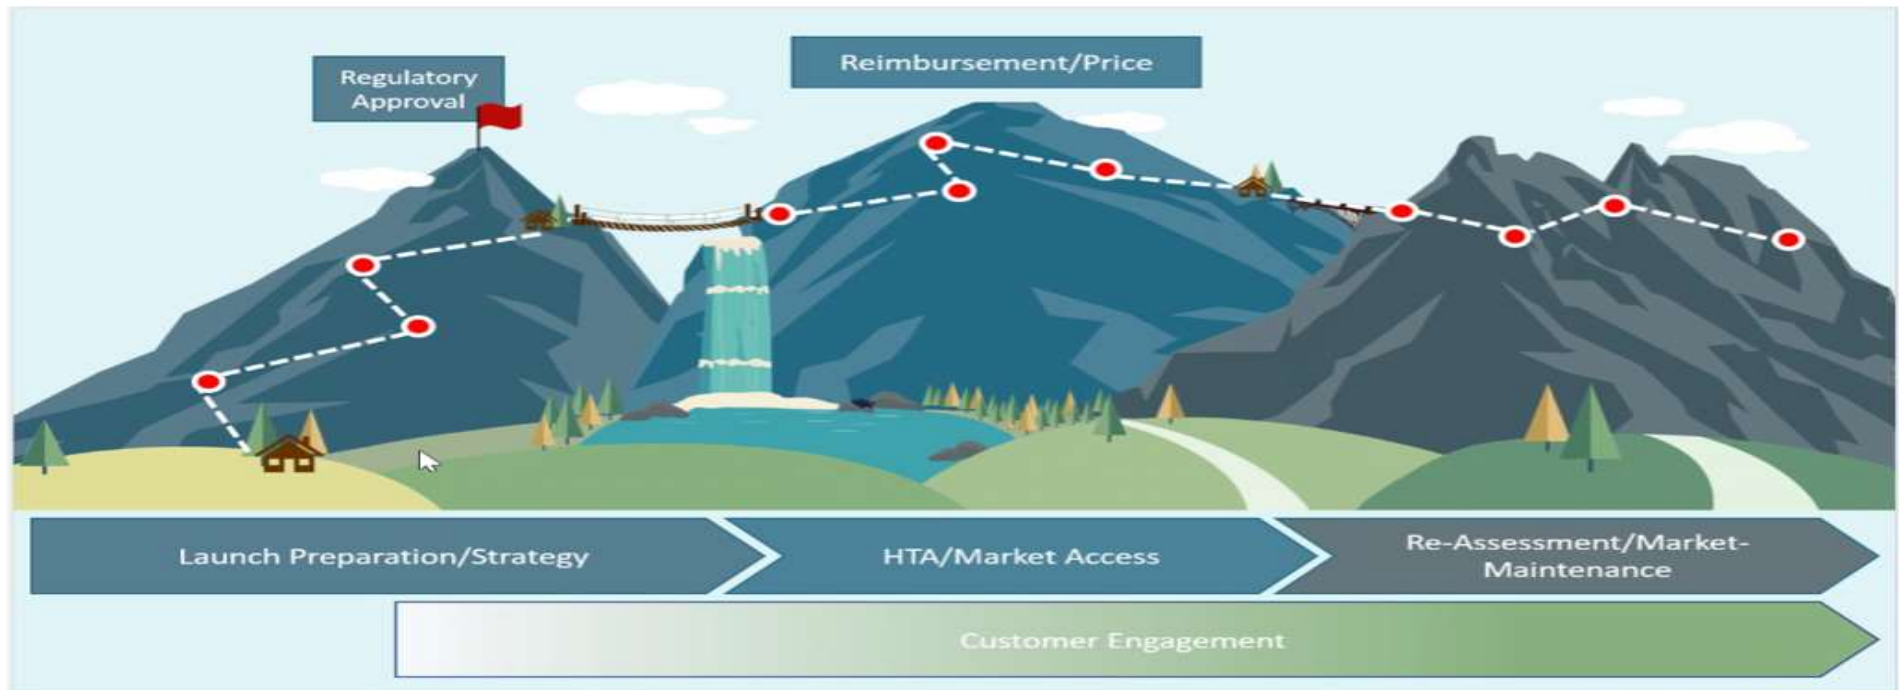 Regulatory
Approval
Reimbursement/Price
Launch Preparation/Strategy
HTA/Market Access
Re-Assessment/Market-
Maintenance
Customer Engagement